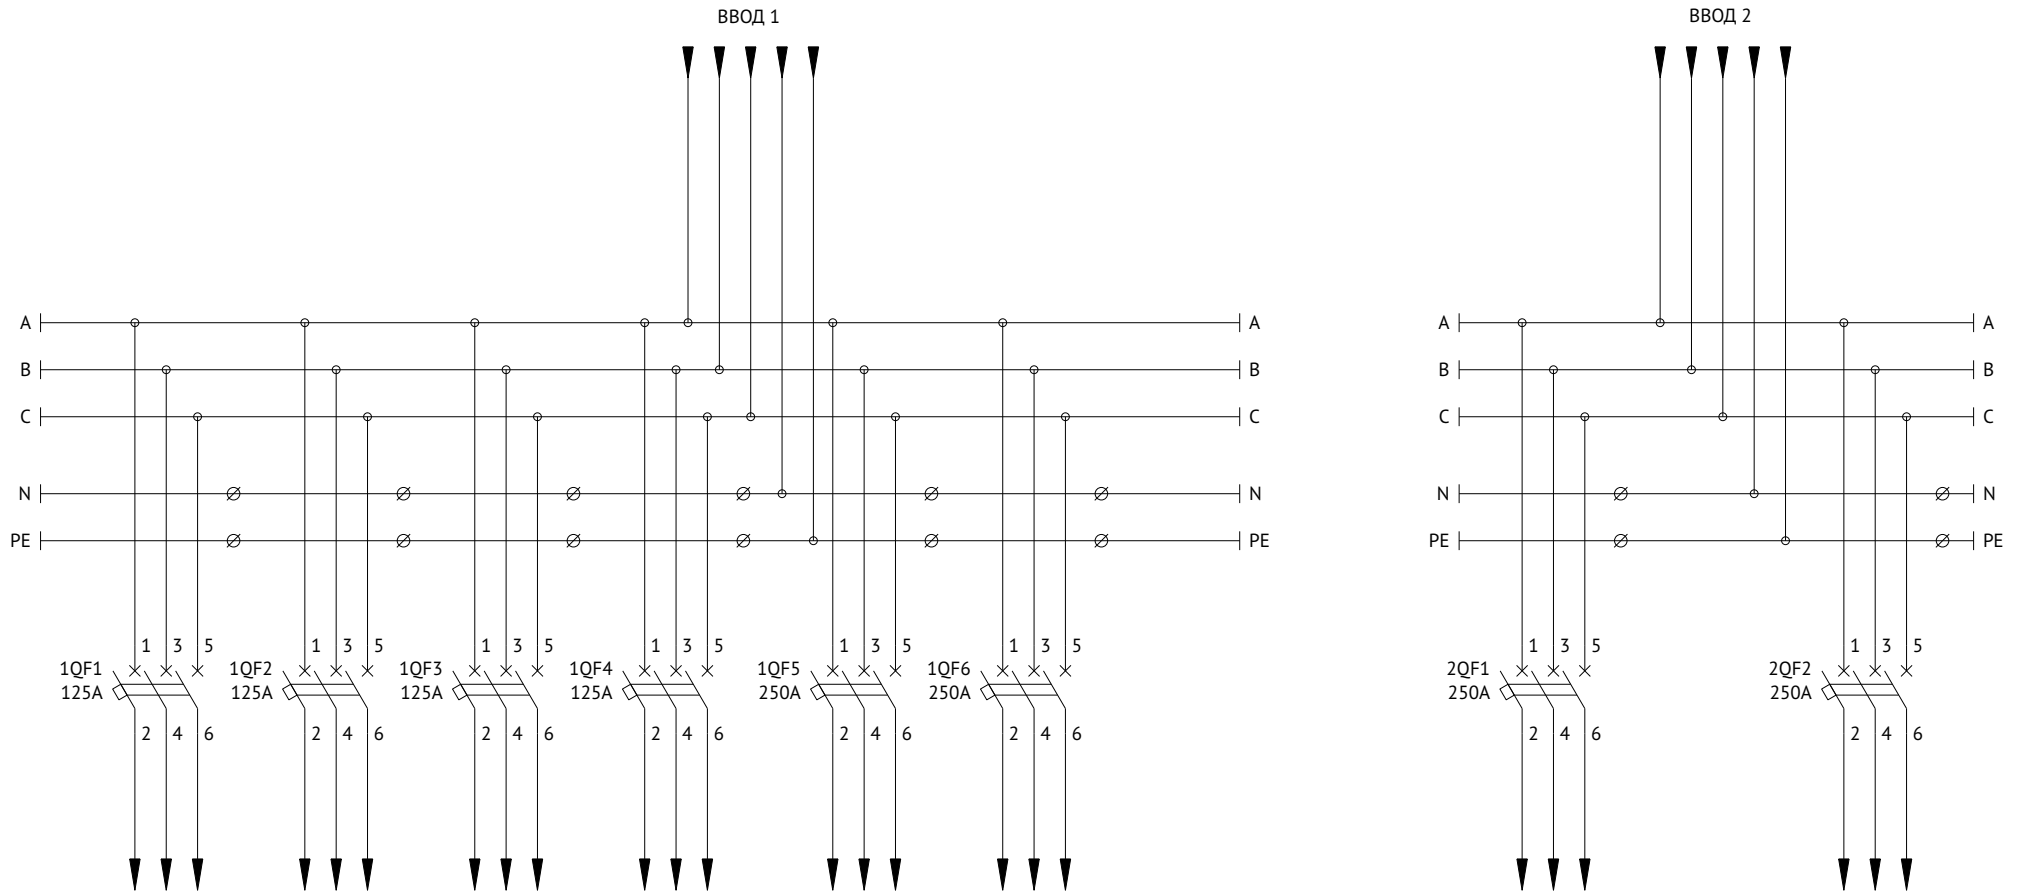 ВВОД 1
ВВОД 2
A A A A
B B B B
C C C C
N N N N
PE PE PE PE
1 3 5 1 3 5 1 3 5 1 3 5 1 3 5 1 3 5 1 3 5 1 3 5
1QF1 1QF2 1QF3 1QF4 1QF5 1QF6 2QF1 2QF2
125A 125A 125A 125A 250A 250A 250A 250A
2 4 6 2 4 6 2 4 6 2 4 6 2 4 6 2 4 6 2 4 6 2 4 6